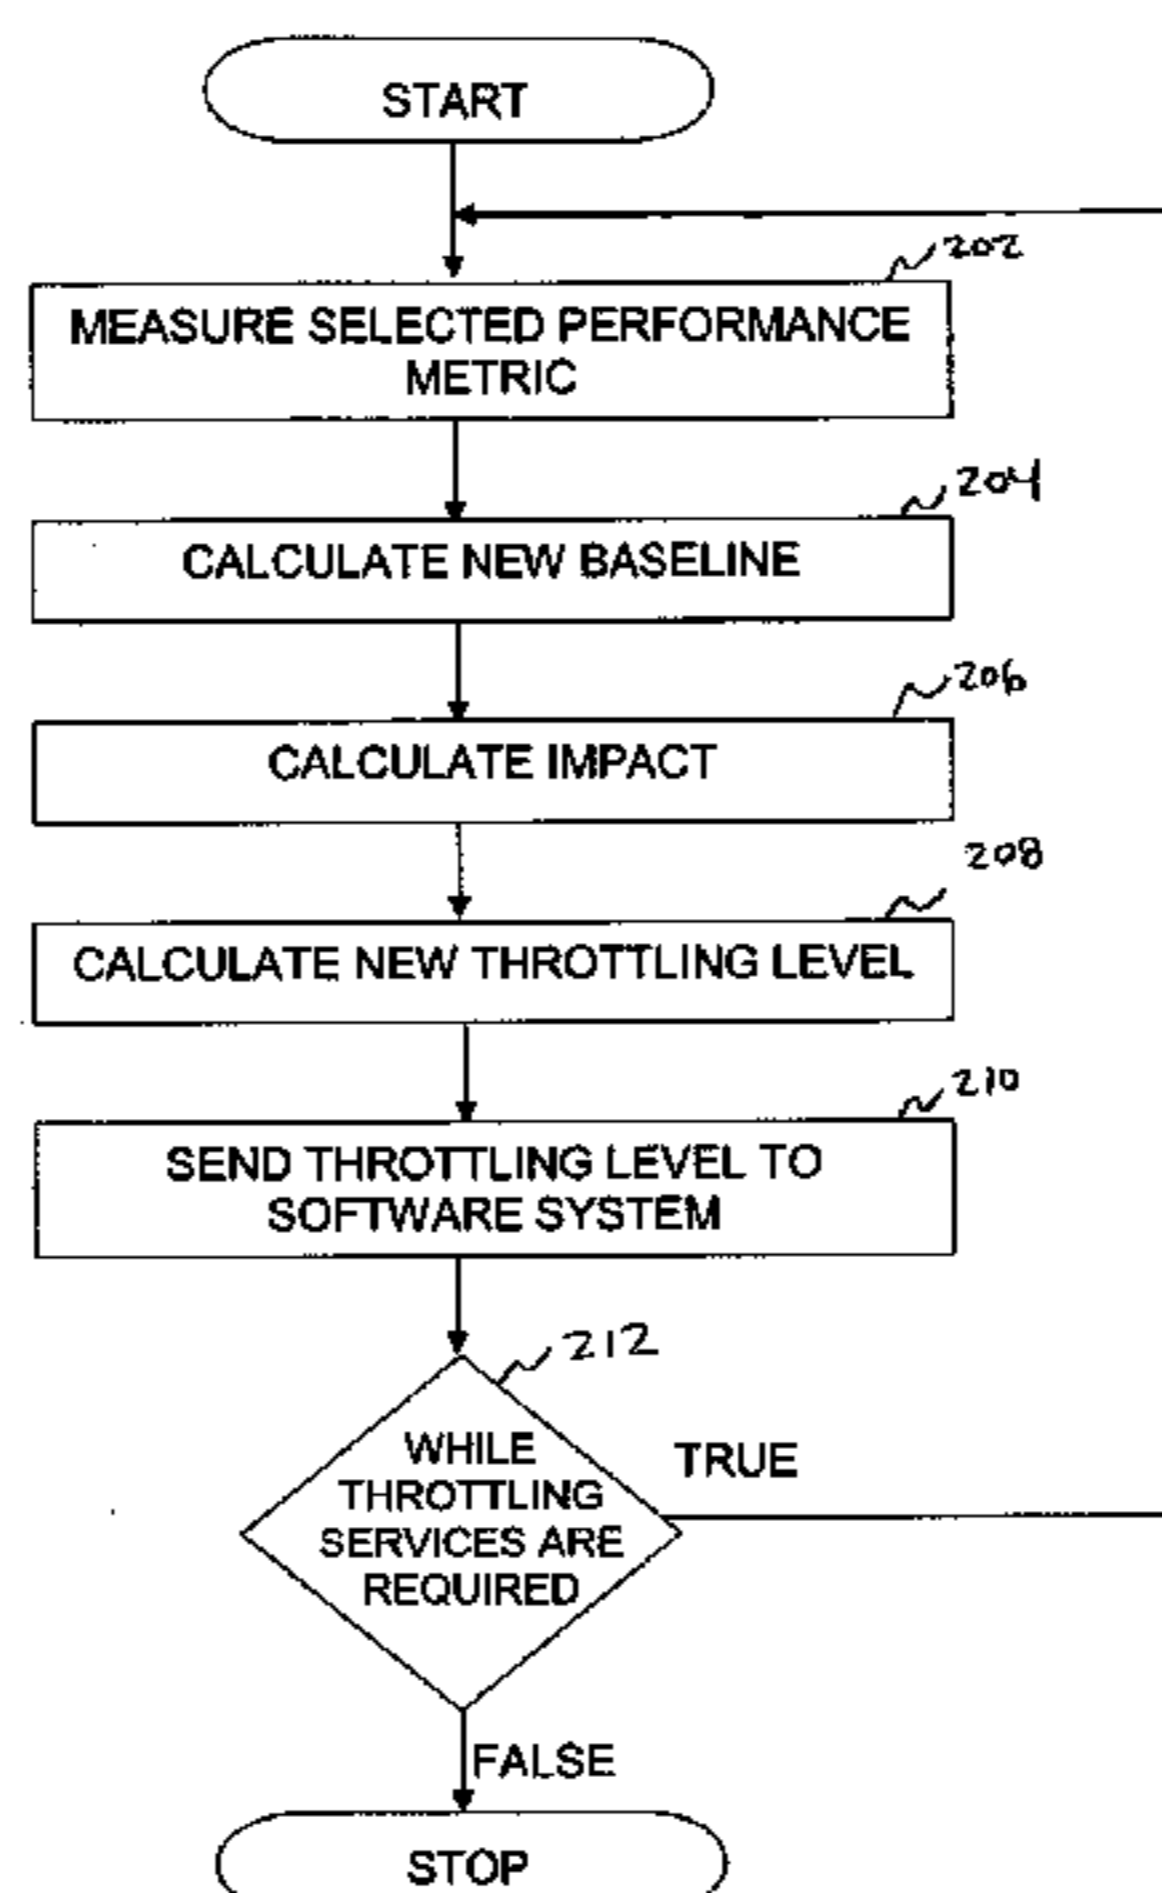 START
202
MEASURE SELECTED PERFORMANCE
METRIC
204
CALCULATE NEW BASELINE
206
CALCULATE IMPACT
208
CALCULATE NEW THROTTLING LEVEL
210
SEND THROTTLING LEVEL TO
SOFTWARE SYSTEM
212
WHILE
THROTTLING
SERVICES ARE
REQUIRED
TRUE
FALSE
STOP